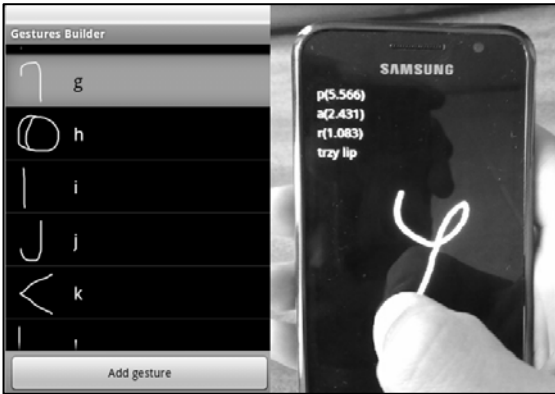 Gestures Builder
g
h
i
j
k
Add gesture
SAMSUNG
p(5.566)
a(2.431)
r(1.083)
trzy lip